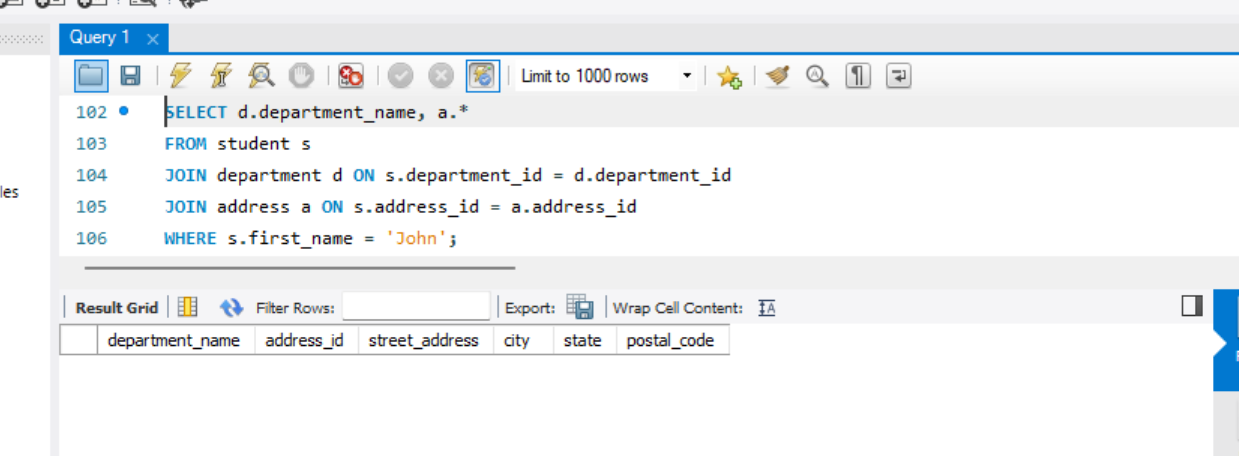 Query 1
Limit to 1000 rows
102 SELECT d.department_name, a.*
103 FROM student s
les
104 JOIN department d ON s.department_id = d.department_id
105 JOIN address a ON s.address_id = a.address_id
106 WHERE s.first_name = 'John';
Result Grid Filter Rows: Export: Wrap Cell Content:
department_name address_id street_address city state postal_code